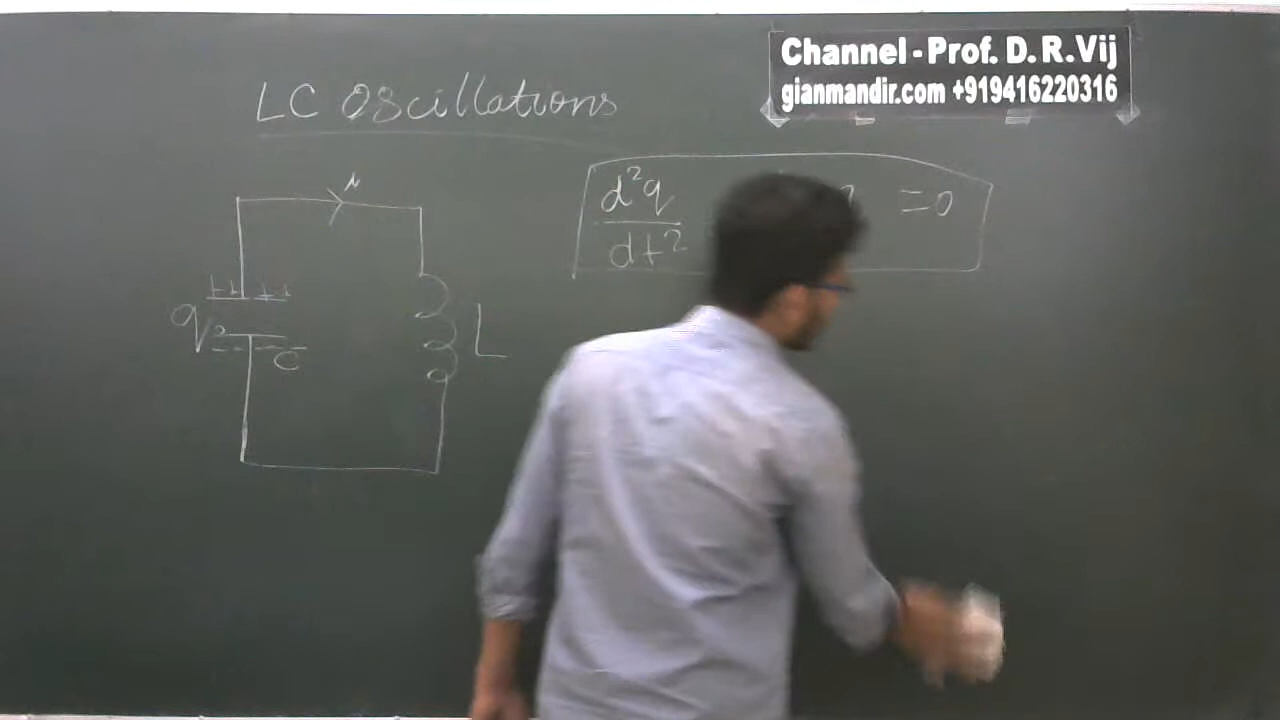 Channel - Prof. D. R. Vij
gianmandir.com +919416220316
LC Oscillations
d²q
dt²
=0
++ ++
q
C
L